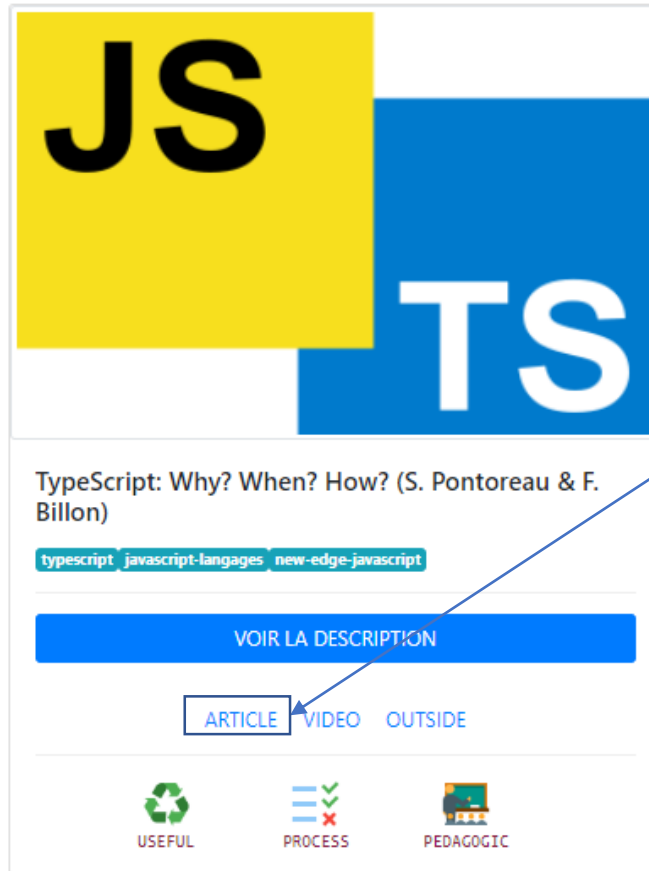 JS
TS
TypeScript: Why? When? How? (S. Pontoreau & F.
Billon)
typescript javascript-langages new-edge-javascript
VOIR LA DESCRIPTION
ARTICLE VIDEO OUTSIDE
USEFUL PROCESS PEDAGOGIC